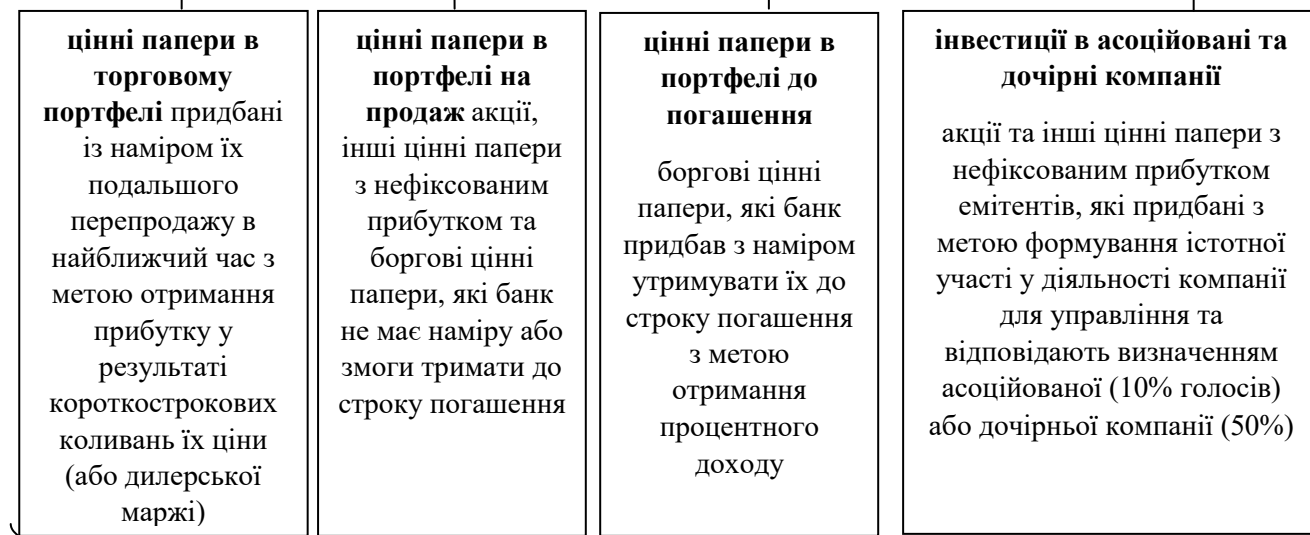 цінні папери в
торговому
портфелі придбані
із наміром їх
подальшого
перепродажу в
найближчий час з
метою отримання
прибутку у
результаті
короткострокових
коливань їх ціни
(або дилерської
маржі)
цінні папери в
портфелі на
продаж акції,
інші цінні папери
з нефіксованим
прибутком та
боргові цінні
папери, які банк
не має наміру або
змоги тримати до
строку погашення
цінні папери в
портфелі до
погашення
боргові цінні
папери, які банк
придбав з наміром
утримувати їх до
строку погашення
з метою
отримання
процентного
доходу
інвестиції в асоційовані та
дочірні компанії
акції та інші цінні папери з
нефіксованим прибутком
емітентів, які придбані з
метою формування істотної
участі у діяльності компанії
для управління та
відповідають визначенням
асоційованої (10% голосів)
або дочірньої компанії (50%)